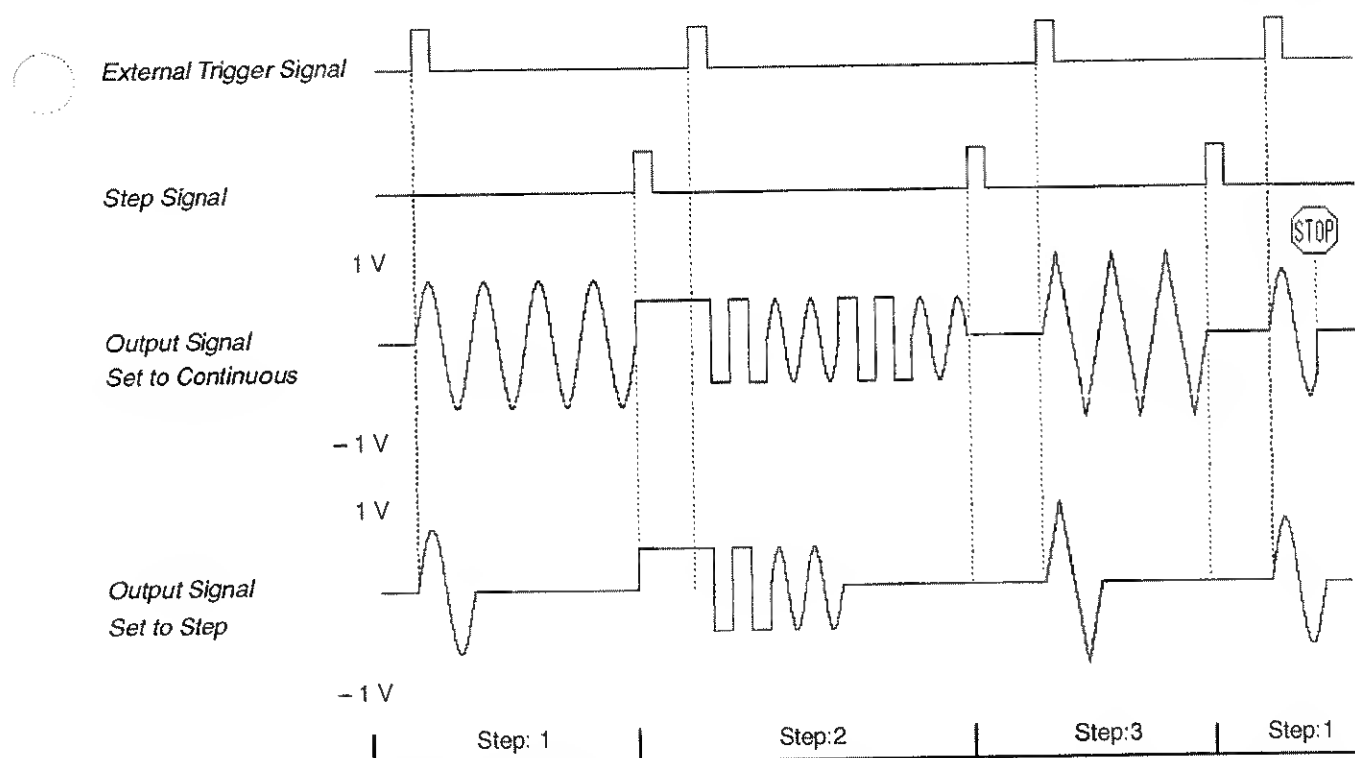 External Trigger Signal
Step Signal
STOP
1 V
Output Signal
Set to Continuous
– 1 V
1 V
Output Signal
Set to Step
– 1 V
Step: 1
Step:2
Step:3
Step:1